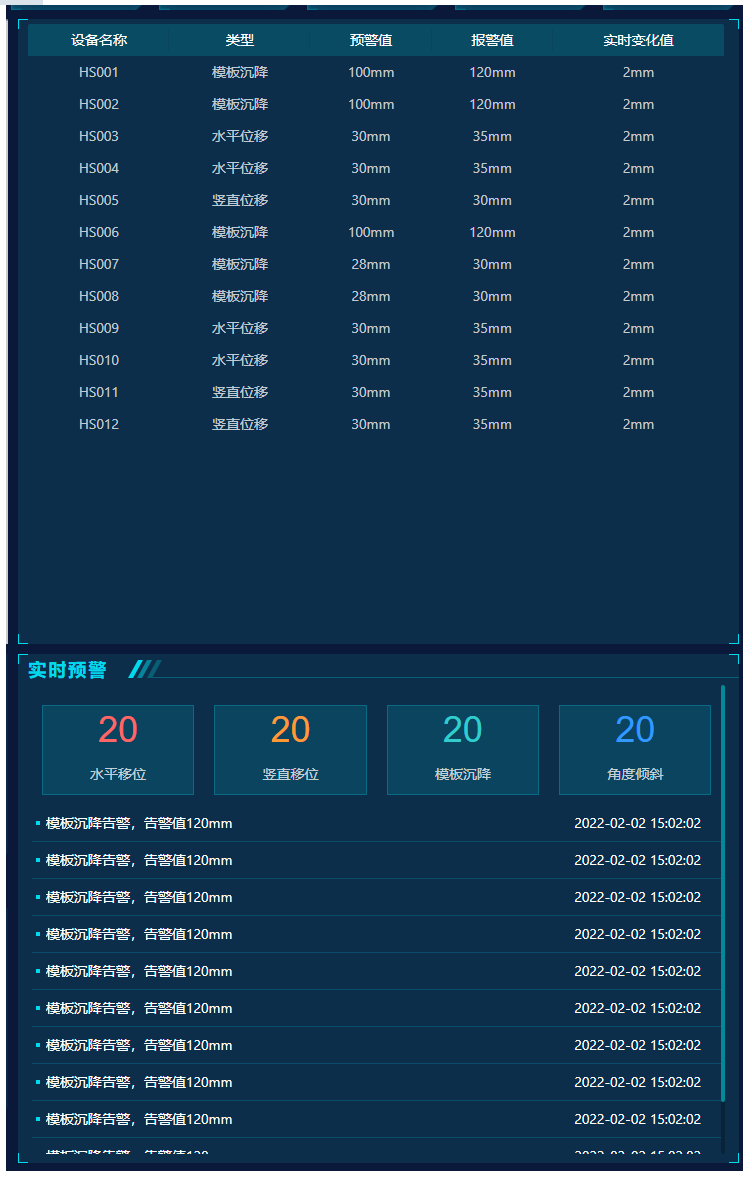 设备名称 类型 预警值 报警值 实时变化值
HS001 模板沉降 100mm 120mm 2mm
HS002 模板沉降 100mm 120mm 2mm
HS003 水平位移 30mm 35mm 2mm
HS004 水平位移 30mm 35mm 2mm
HS005 竖直位移 30mm 30mm 2mm
HS006 模板沉降 100mm 120mm 2mm
HS007 模板沉降 28mm 30mm 2mm
HS008 模板沉降 28mm 30mm 2mm
HS009 水平位移 30mm 35mm 2mm
HS010 水平位移 30mm 35mm 2mm
HS011 竖直位移 30mm 35mm 2mm
HS012 竖直位移 30mm 35mm 2mm
实时预警
20 20 20 20
水平移位 竖直移位 模板沉降 角度倾斜
模板沉降告警，告警值120mm 2022-02-02 15:02:02
模板沉降告警，告警值120mm 2022-02-02 15:02:02
模板沉降告警，告警值120mm 2022-02-02 15:02:02
模板沉降告警，告警值120mm 2022-02-02 15:02:02
模板沉降告警，告警值120mm 2022-02-02 15:02:02
模板沉降告警，告警值120mm 2022-02-02 15:02:02
模板沉降告警，告警值120mm 2022-02-02 15:02:02
模板沉降告警，告警值120mm 2022-02-02 15:02:02
模板沉降告警，告警值120mm 2022-02-02 15:02:02